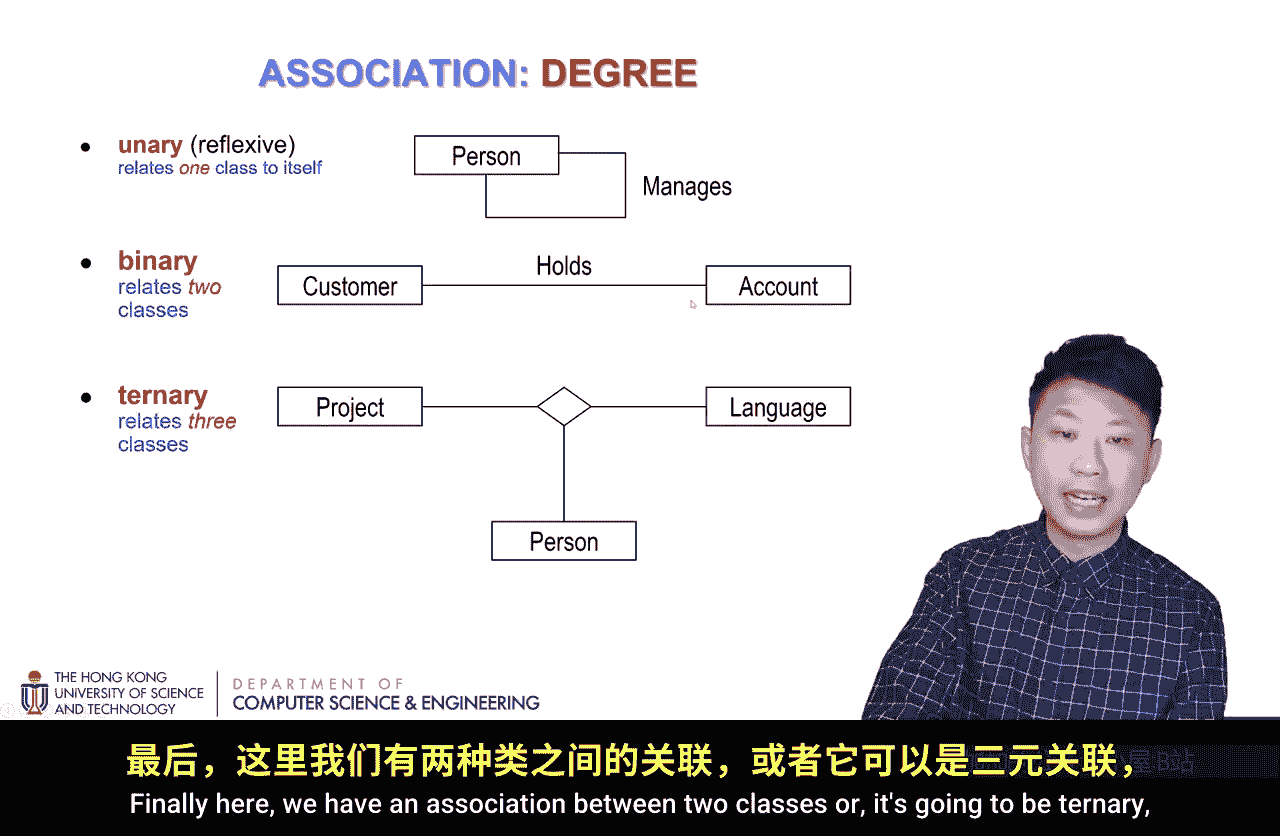 ASSOCIATION: DEGREE
unary (reflexive)
relates one class to itself
Person
Manages
binary
relates two
classes
Customer
Holds
Account
ternary
relates three
classes
Project
Language
Person
THE HONG KONG
UNIVERSITY OF SCIENCE
AND TECHNOLOGY
DEPARTMENT OF
COMPUTER SCIENCE & ENGINEERING
最后，这里我们有两种类之间的关联，或者它可以是三元关联，
屋 B站
Finally here, we have an association between two classes or, it's going to be ternary,